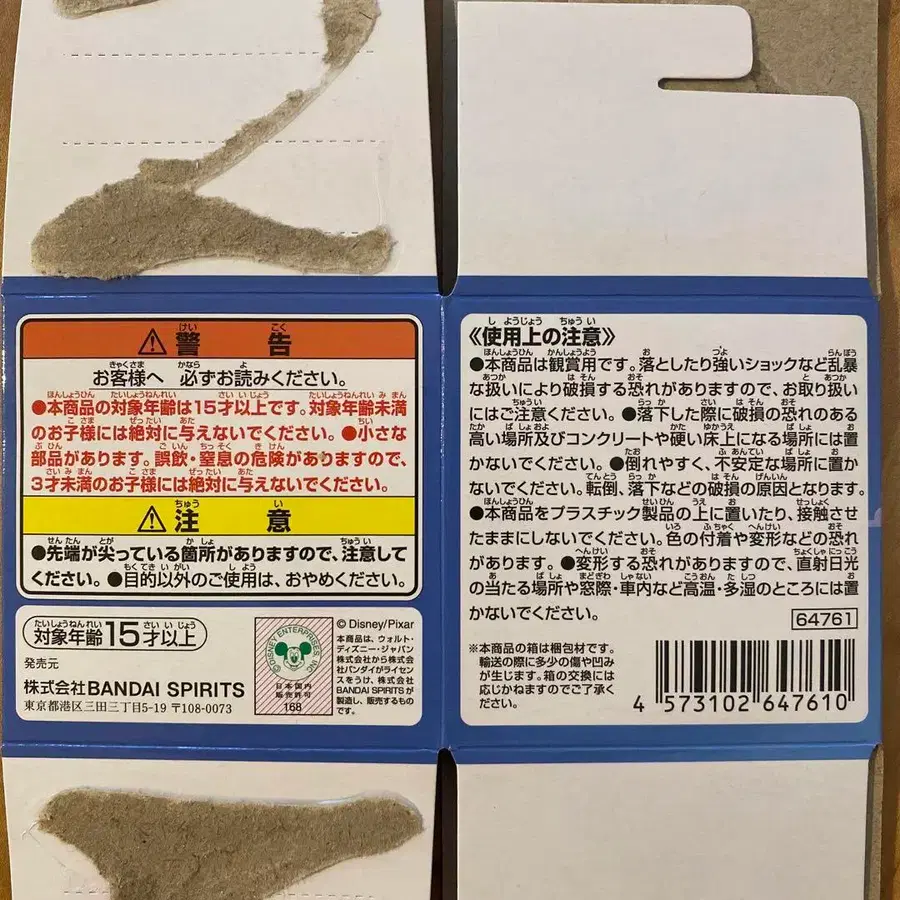 ⚠警告
お客様へ 必ずお読みください。
●本商品の対象年齢は15才以上です。対象年齢未満
のお子様には絶対に与えないでください。●小さな
部品があります。誤飲・窒息の危険がありますので、
3才未満のお子様には絶対に与えないでください。
⚠注意
●先端が尖っている箇所がありますので、注意して
ください。●目的以外のご使用は、おやめください。
対象年齢15才以上
発売元
株式会社BANDAI SPIRITS
東京都港区三田三丁目5-19 〒108-0073
©DISNEY ENTERPRISES INC
日本国内
販売許可
168
© Disney/Pixar
本商品は、ウォルト・
ディズニー・ジャパン
株式会社から株式会
社バンダイがライセン
スをうけ、株式会社
BANDAI SPIRITSが
製造し、販売するもの
です。
《使用上の注意》
●本商品は観賞用です。落としたり強いショックなど乱暴
な扱いにより破損する恐れがありますので、お取り扱い
にはご注意ください。●落下した際に破損の恐れのある
高い場所及びコンクリートや硬い床上になる場所には置
かないでください。●倒れやすく、不安定な場所に置か
ないでください。転倒、落下などの破損の原因となります。
●本商品をプラスチック製品の上に置いたり、接触させ
たままにしないでください。色の付着や変形などの恐れ
があります。●変形する恐れがありますので、直射日光
の当たる場所や窓際・車内など高温・多湿のところには置
かないでください。
64761
※本商品の箱は梱包材です。
輸送の際に多少の傷や凹み
が生じます。箱の交換には
応じかねますのでご了承く
ださい。
4 573102 647610